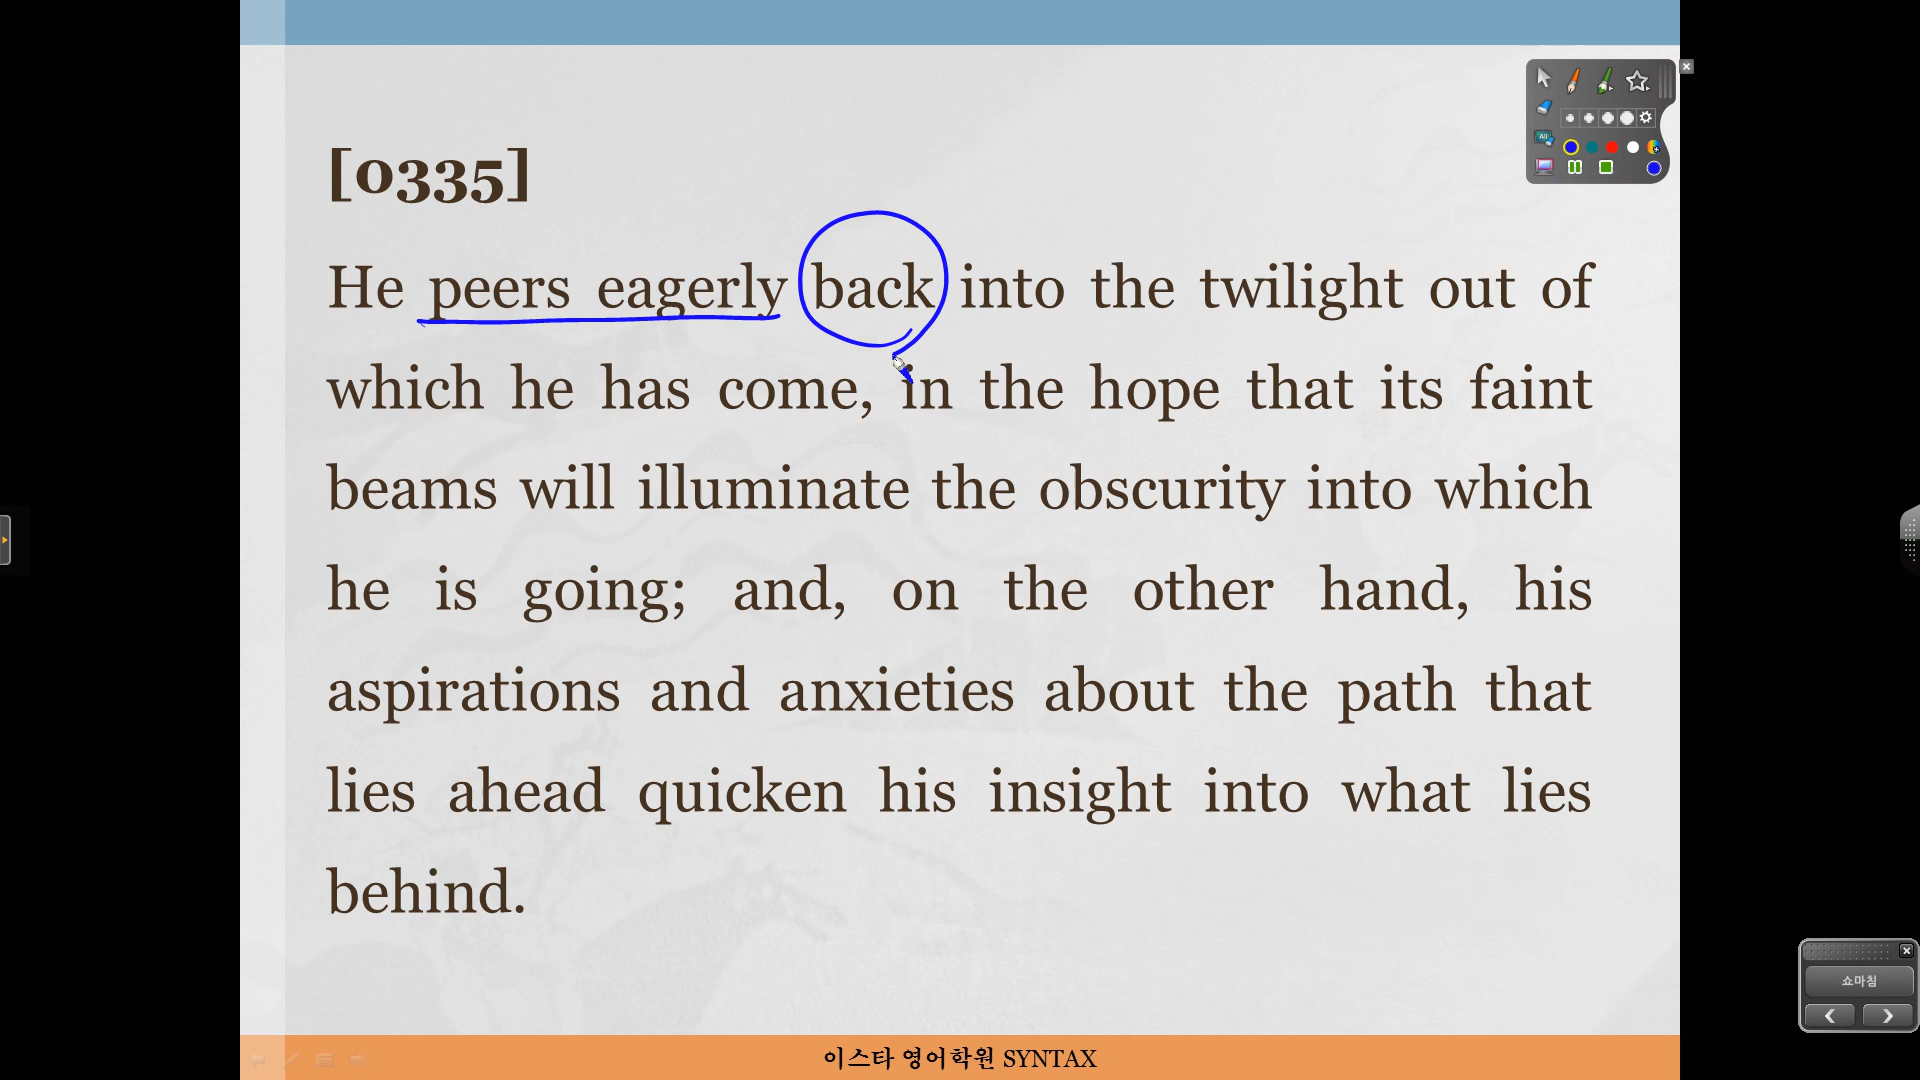 [0335]
He peers eagerly back into the twilight out of
which he has come, in the hope that its faint
beams will illuminate the obscurity into which
he is going; and, on the other hand, his
aspirations and anxieties about the path that
lies ahead quicken his insight into what lies
behind.
All
쇼마침
이스타 영어학원 SYNTAX